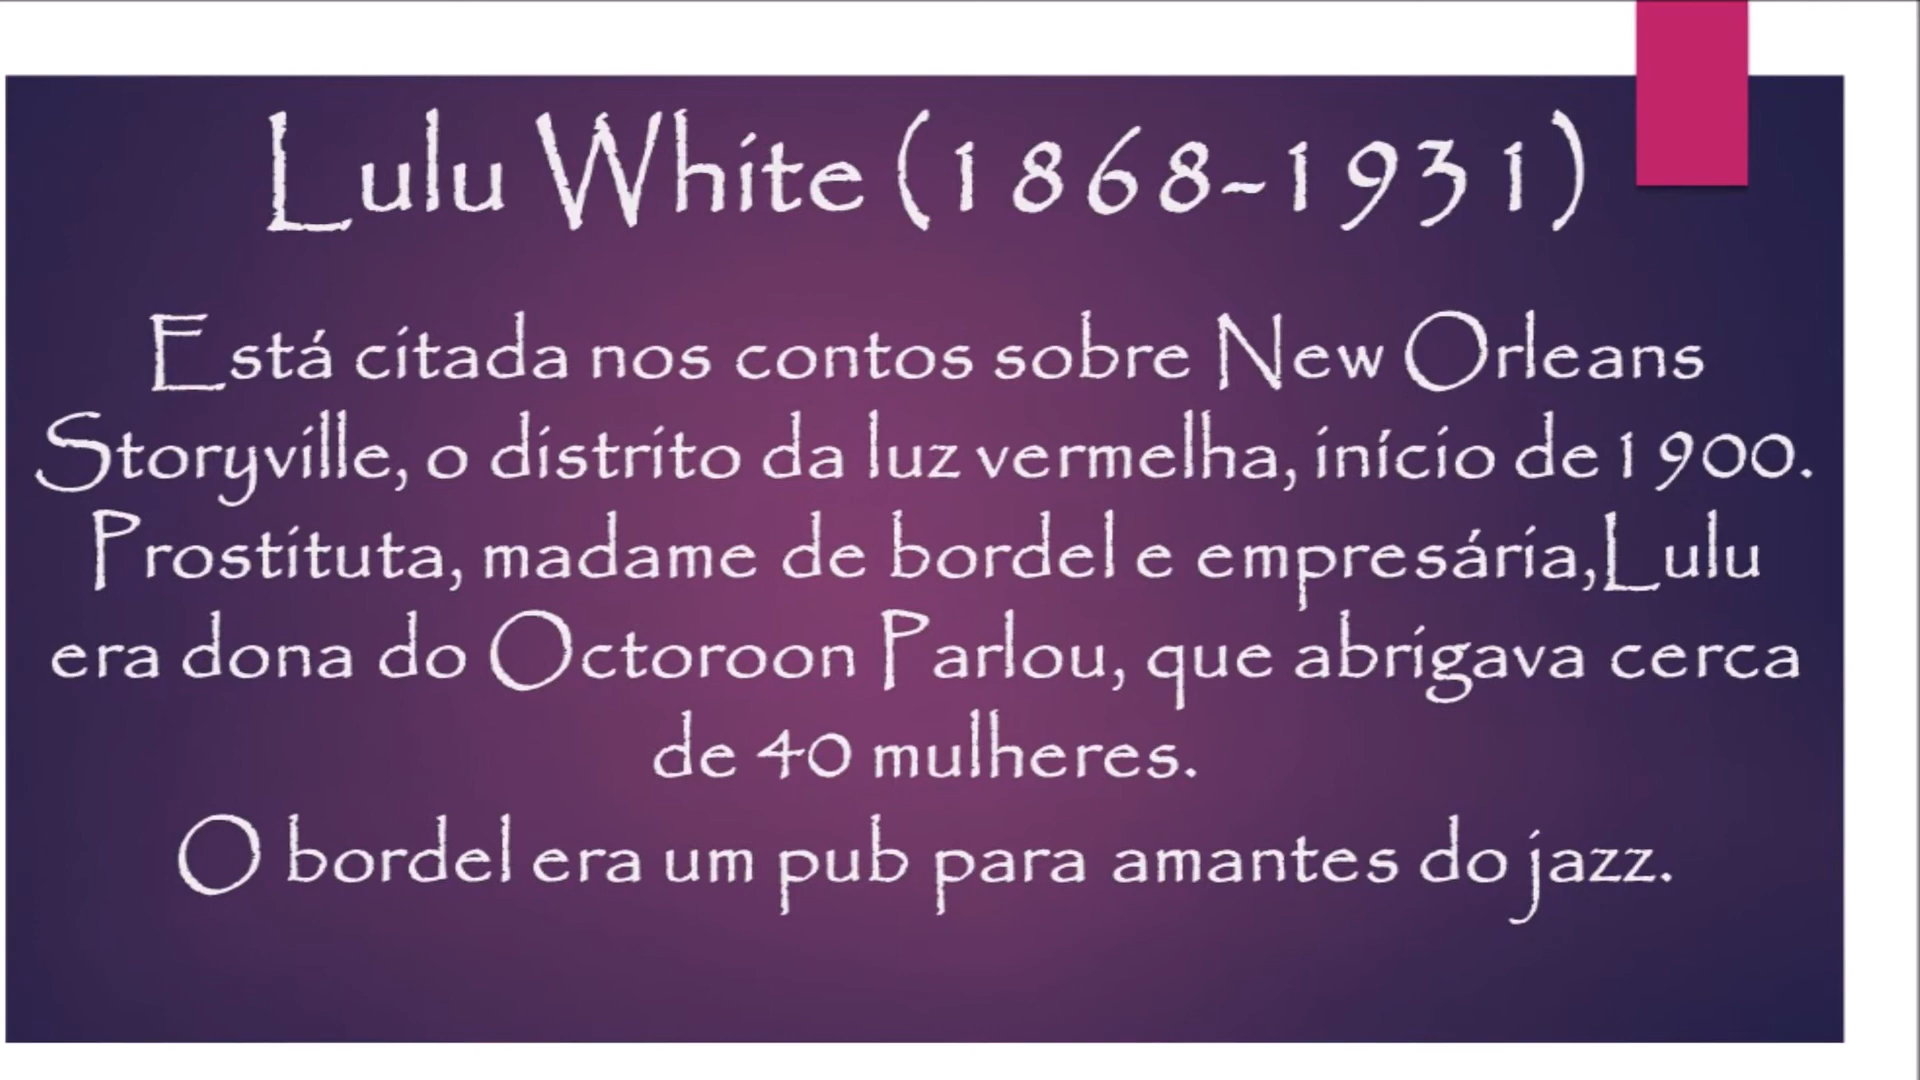 Lulu White (1868-1931)
Está citada nos contos sobre New Orleans
Storyville, o distrito da luz vermelha, início de 1900.
Prostituta, madame de bordel e empresária,Lulu
era dona do Octoroon Parlou, que abrigava cerca
de 40 mulheres.
O bordel era um pub para amantes do jazz.